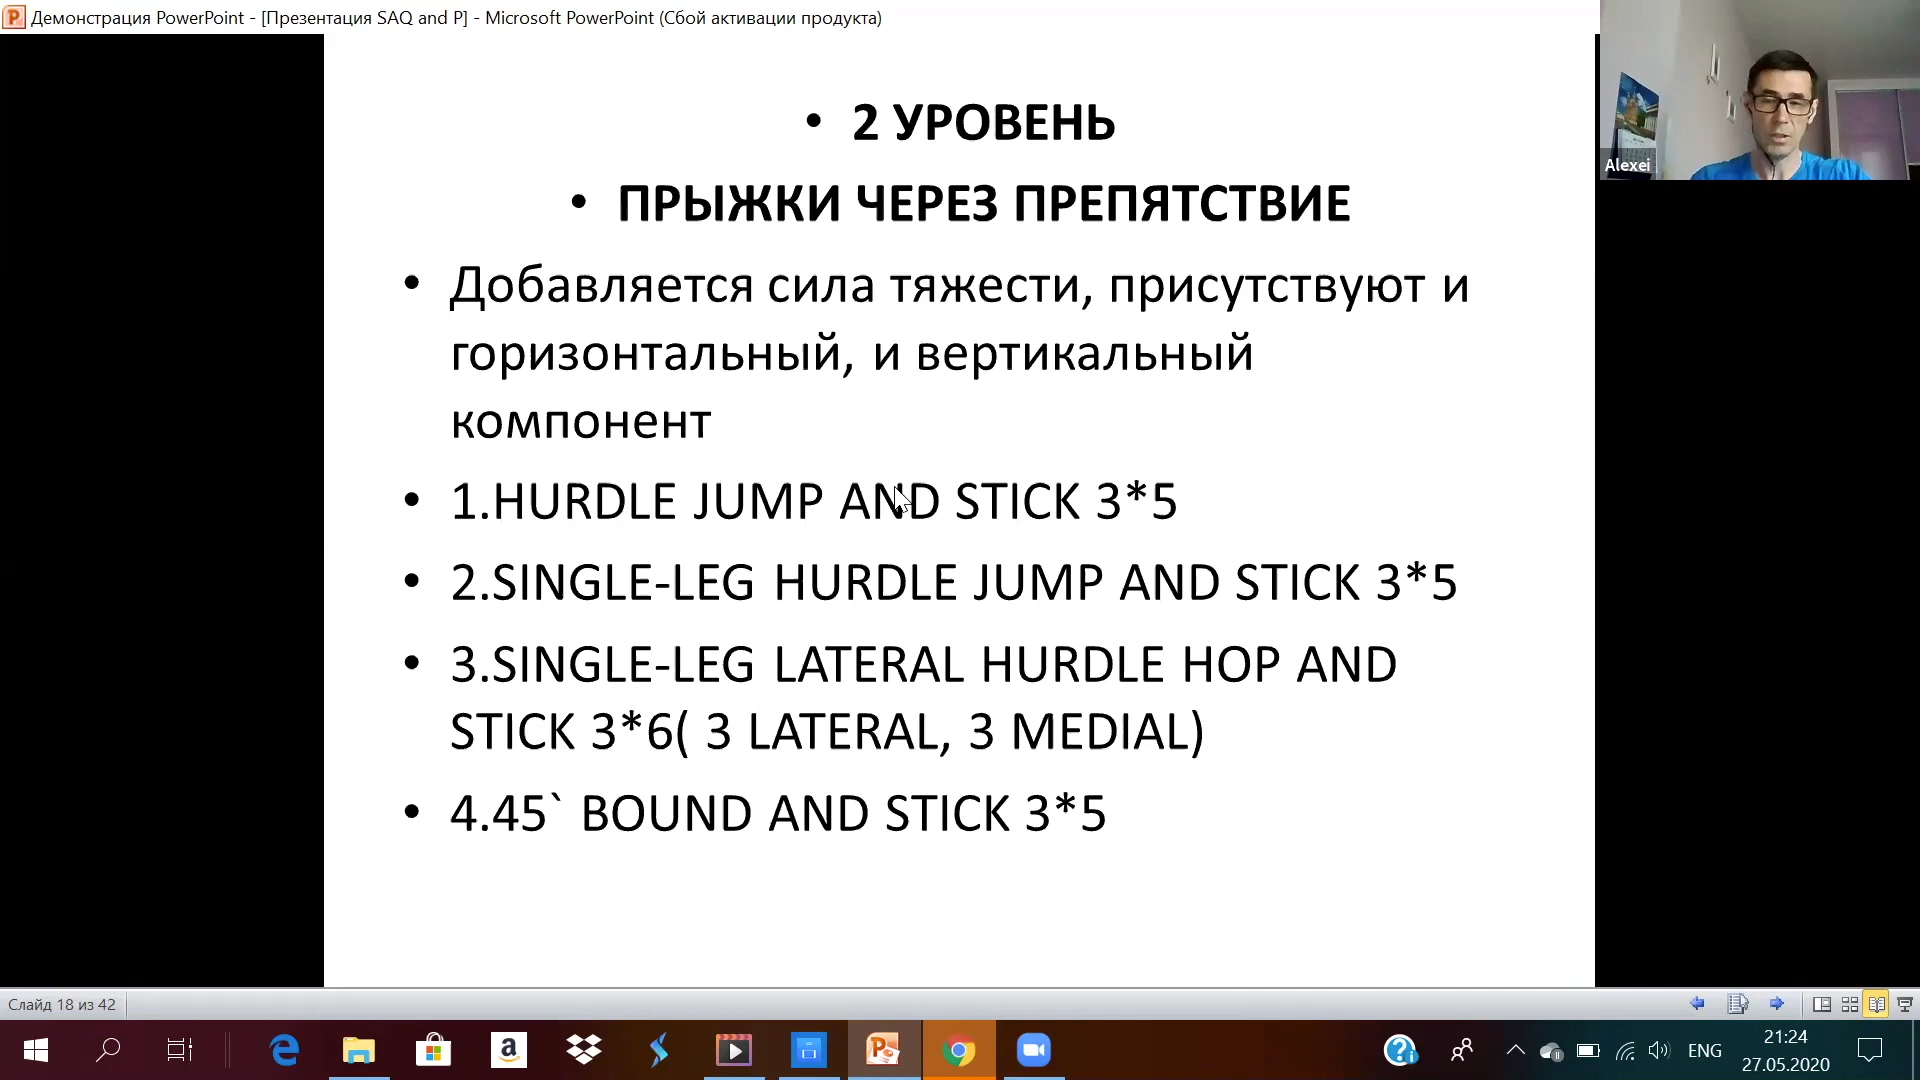 Демонстрация PowerPoint - [Презентация SAQ and P] - Microsoft PowerPoint (Сбой активации продукта)
Alexei
• 2 УРОВЕНЬ
• ПРЫЖКИ ЧЕРЕЗ ПРЕПЯТСТВИЕ
• Добавляется сила тяжести, присутствуют и
горизонтальный, и вертикальный
компонент
• 1.HURDLE JUMP AND STICK 3*5
• 2.SINGLE-LEG HURDLE JUMP AND STICK 3*5
• 3.SINGLE-LEG LATERAL HURDLE HOP AND
STICK 3*6( 3 LATERAL, 3 MEDIAL)
• 4.45` BOUND AND STICK 3*5
Слайд 18 из 42
ENG
21:24
27.05.2020